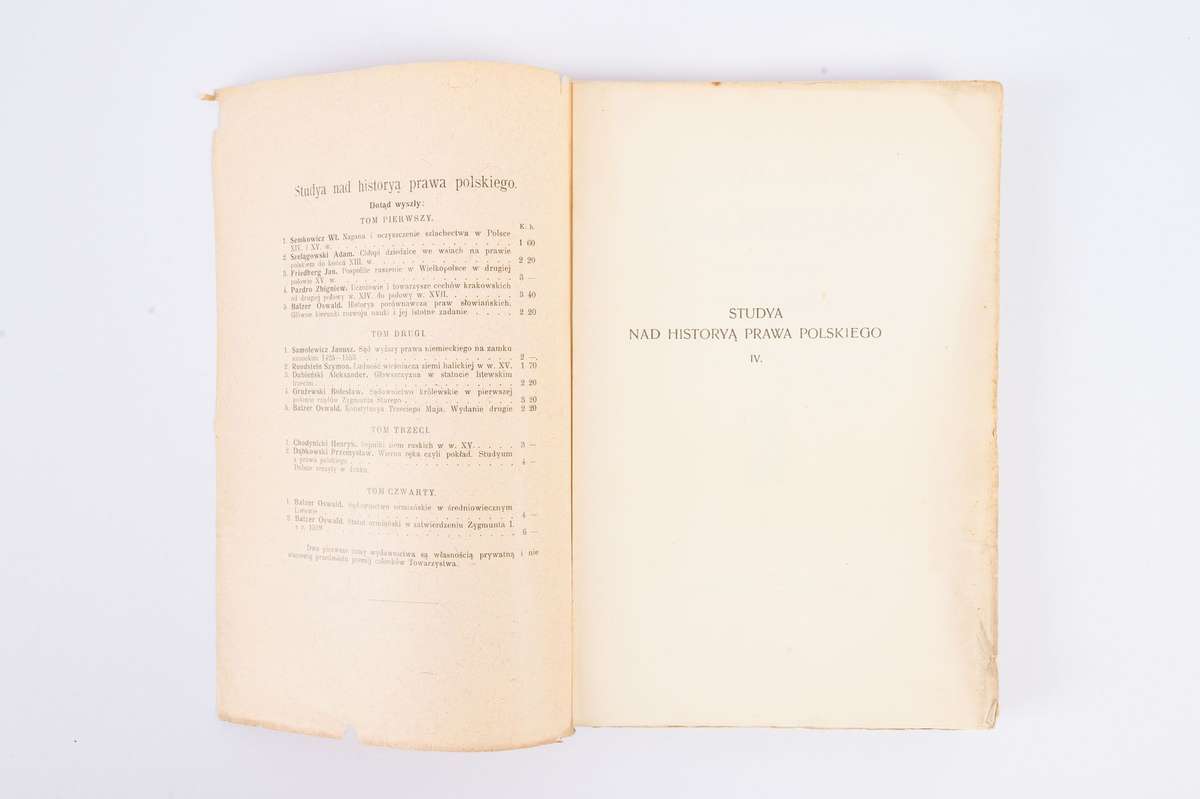 Studya nad historyą prawa polskiego.
Dotąd wyszły:
TOM PIERWSZY.
K. h.
1. Semkowicz Wł. Nagana i oczyszczenie szlachectwa w Polsce
XIV. i XV. w. 1 60
2. Szelągowski Adam. Chłopi dziedzice we wsiach na prawie
polskiem do końca XIII. w. 2 20
3. Friedberg Jan. Pospolite ruszenie w Wielkopolsce w drugiej
połowie XV. w. 3 —
4. Pazdro Zbigniew. Uczniowie i towarzysze cechów krakowskich
od drugiej połowy w. XIV. do połowy w. XVII. 3 40
5. Balzer Oswald. Historya porównawcza praw słowiańskich.
Główne kierunki rozwoju nauki i jej istotne zadanie 2 20
TOM DRUGI.
1. Samolewicz Janusz. Sąd wyższy prawa niemieckiego na zamku
sanockim 1425—1553 2 —
2. Rundstein Szymon. Ludność wieśniacza ziemi halickiej w w. XV. 1 70
3. Dubieński Aleksander. Głowszczyzna w statucie litewskim
trzecim 2 20
4. Grużewski Bolesław. Sądownictwo królewskie w pierwszej
połowie rządów Zygmunta Starego 3 20
5. Balzer Oswald. Konstytucya Trzeciego Maja. Wydanie drugie 2 20
TOM TRZECI.
1. Chodynicki Henryk. Sejmiki ziem ruskich w w. XV. 3 —
2. Dąbkowski Przemysław. Wierna ręka czyli pokład. Studyum
z prawa polskiego 4 —
Dalsze zeszyty w druku.
TOM CZWARTY.
1. Balzer Oswald. Sądownictwo ormiańskie w średniowiecznym
Lwowie 4 —
2. Balzer Oswald. Statut ormiański w zatwierdzeniu Zygmunta I.
z r. 1519 6 —
Dwa pierwsze tomy wydawnictwa są własnością prywatną i nie
stanowią przedmiotu premij członków Towarzystwa.
STUDYA
NAD HISTORYĄ PRAWA POLSKIEGO
IV.